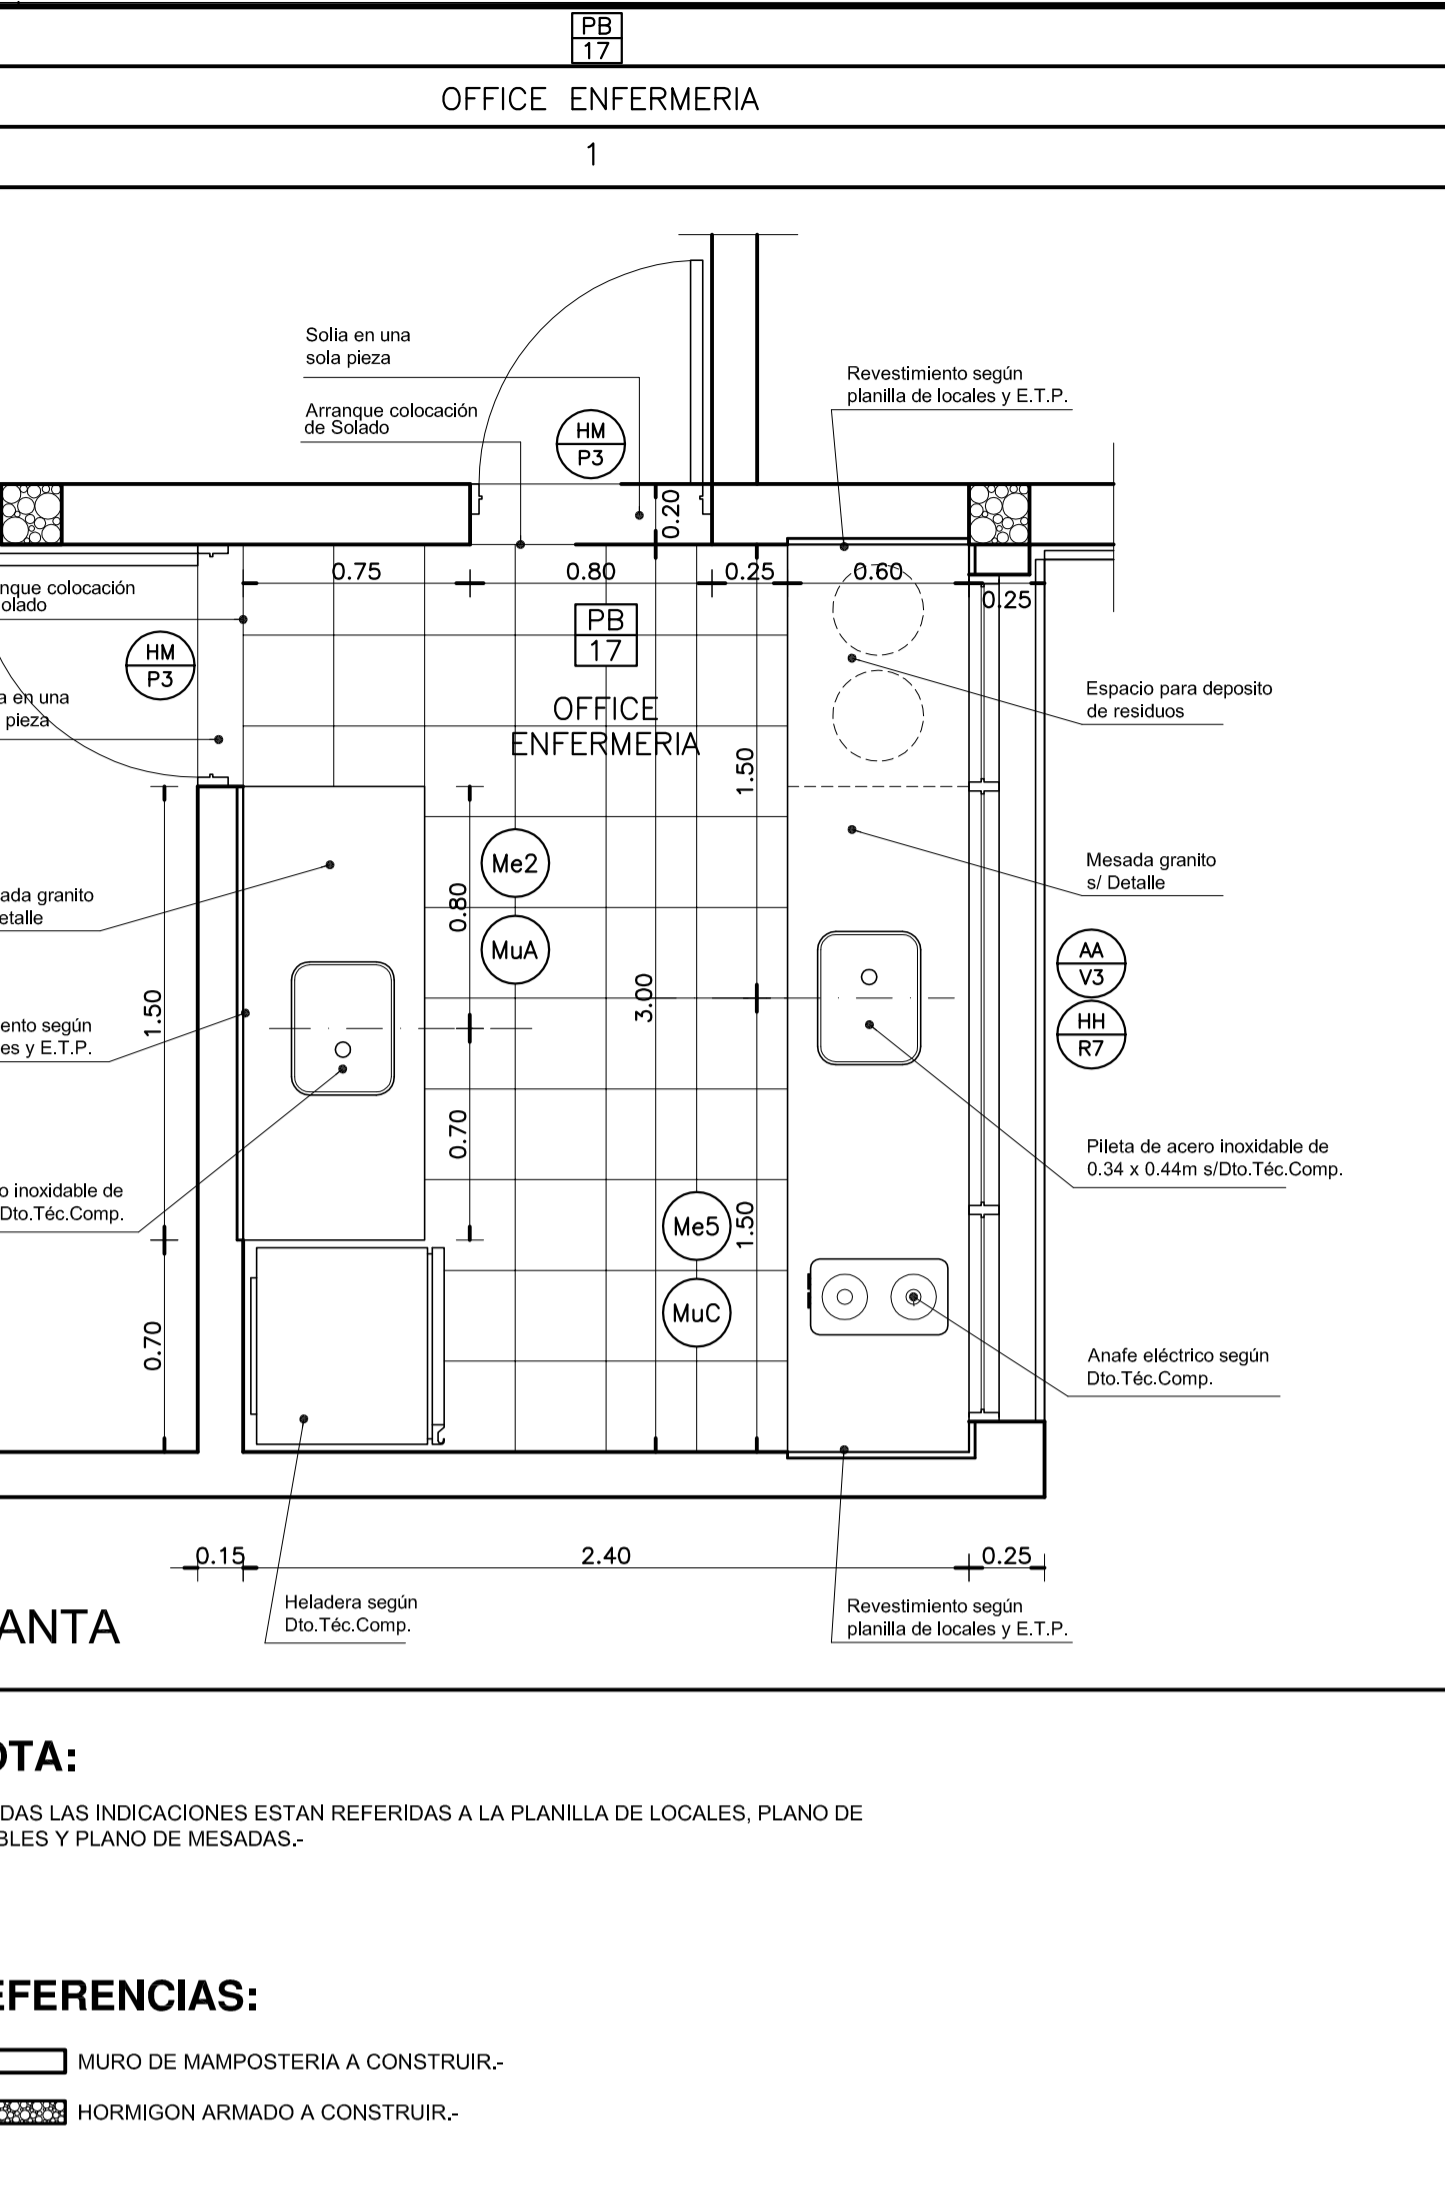 PB
17
OFFICE ENFERMERIA
1
Solia en una
sola pieza
Arranque colocación
de Solado
HM
P3
Revestimiento según
planilla de locales y E.T.P.
0.20
0.75
0.80
0.25
0.60
0.25
nque colocación
olado
HM
P3
a en una
pieza
PB
17
OFFICE
ENFERMERIA
Espacio para deposito
de residuos
1.50
Me2
MuA
0.80
Mesada granito
s/ Detalle
ada granito
etalle
AA
V3
HH
R7
1.50
3.00
ento según
es y E.T.P.
0.70
Pileta de acero inoxidable de
0.34 x 0.44m s/Dto.Téc.Comp.
o inoxidable de
Dto.Téc.Comp.
Me5
MuC
1.50
0.70
Anafe eléctrico según
Dto.Téc.Comp.
0.15
2.40
0.25
Heladera según
Dto.Téc.Comp.
Revestimiento según
planilla de locales y E.T.P.
ANTA
OTA:
DAS LAS INDICACIONES ESTAN REFERIDAS A LA PLANILLA DE LOCALES, PLANO DE
BLES Y PLANO DE MESADAS.-
EFERENCIAS:
MURO DE MAMPOSTERIA A CONSTRUIR.-
HORMIGON ARMADO A CONSTRUIR.-